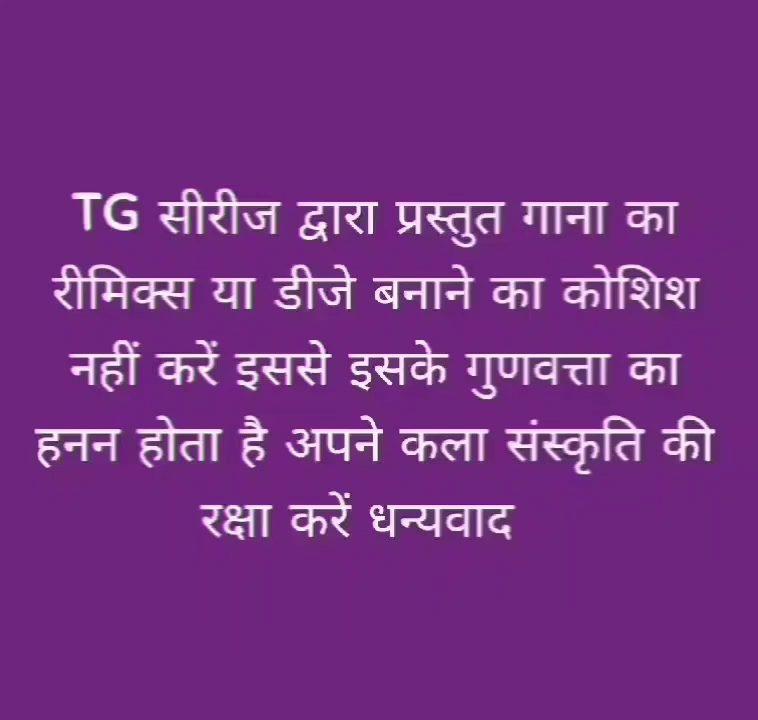 TG सीरीज द्वारा प्रस्तुत गाना का
रीमिक्स या डीजे बनाने का कोशिश
नहीं करें इससे इसके गुणवत्ता का
हनन होता है अपने कला संस्कृति की
रक्षा करें धन्यवाद